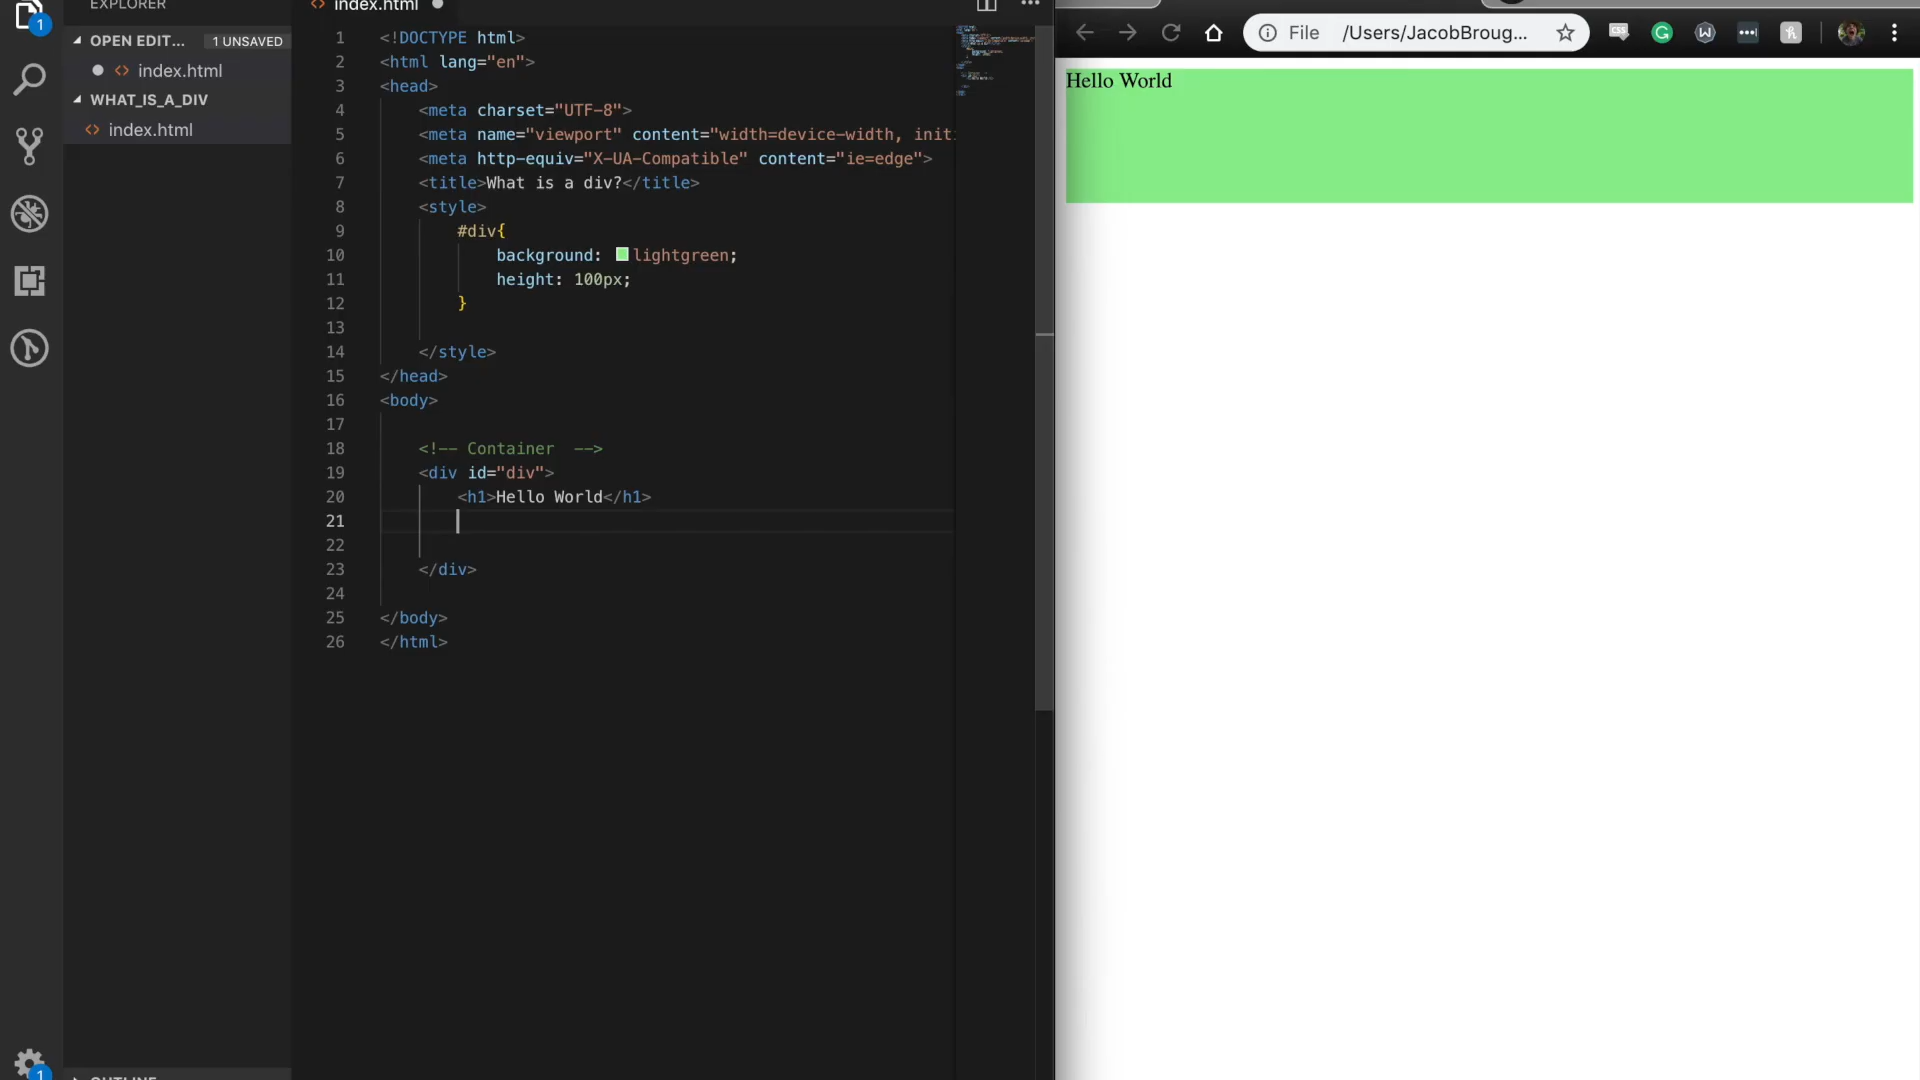 EXPLORER
1
OPEN EDIT...
1 UNSAVED
index.html
WHAT_IS_A_DIV
index.html
index.html
1 <!DOCTYPE html>
2 <html lang="en">
3 <head>
4 <meta charset="UTF-8">
5 <meta name="viewport" content="width=device-width, initi
6 <meta http-equiv="X-UA-Compatible" content="ie=edge">
7 <title>What is a div?</title>
8 <style>
9 #div{
10 background: lightgreen;
11 height: 100px;
12 }
13
14 </style>
15 </head>
16 <body>
17
18 <!-- Container  -->
19 <div id="div">
20 <h1>Hello World</h1>
21
22
23 </div>
24
25 </body>
26 </html>
1
OUTLINE
File /Users/JacobBroug...
Hello World